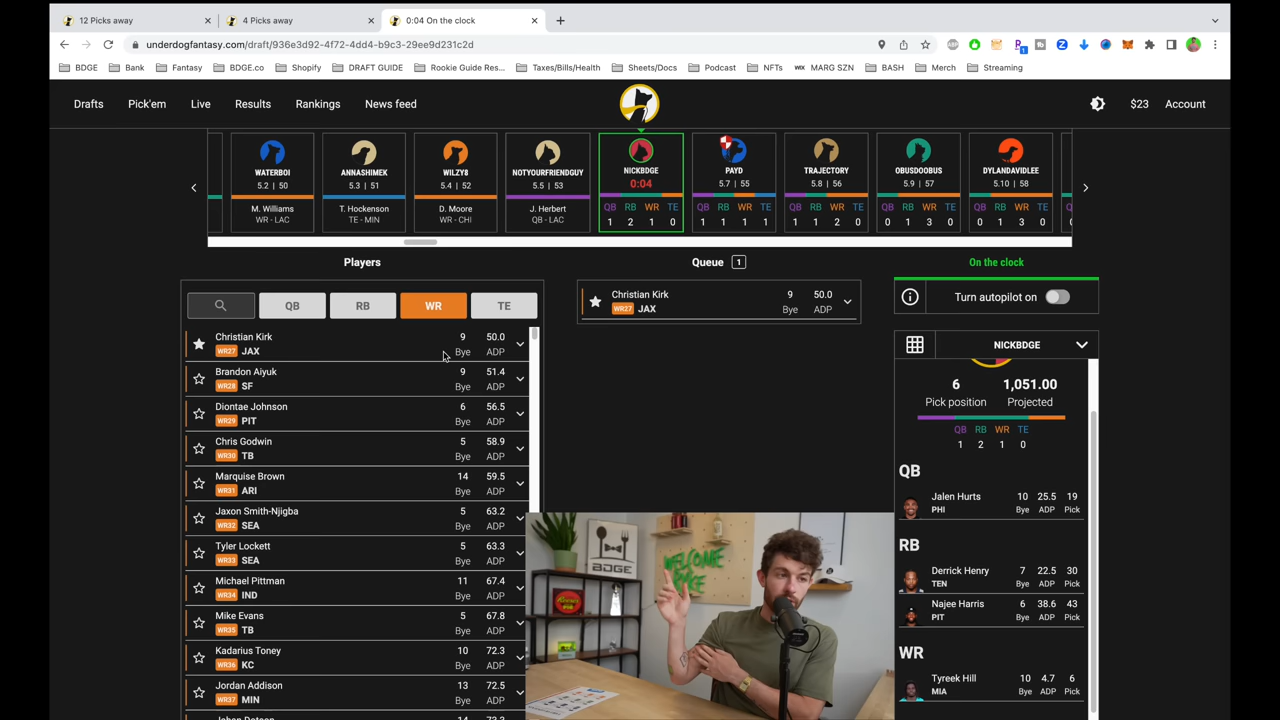 12 Picks away
4 Picks away
0:04 On the clock
underdogfantasy.com/draft/936e3d92-4f72-4dd4-b9c3-29ee9d231c2d
BDGE Bank Fantasy BDGE.co Shopify DRAFT GUIDE Rookie Guide Res... Taxes/Bills/Health Sheets/Docs Podcast NFTs WIX MARG SZN BASH Merch Streaming
Drafts Pick'em Live Results Rankings News feed $23 Account
WATERBOI
5.2 | 50
M. Williams
WR - LAC
ANNASHIMEK
5.3 | 51
T. Hockenson
TE - MIN
WILZY8
5.4 | 52
D. Moore
WR - CHI
NOTYOURFRIENDGUY
5.5 | 53
J. Herbert
QB - LAC
NICKBDGE
0:04
QB RB WR TE
1 2 1 0
PAYD
5.7 | 55
QB RB WR TE
1 1 1 1
TRAJECTORY
5.8 | 56
QB RB WR TE
1 1 2 0
OBUSDOOBUS
5.9 | 57
QB RB WR TE
0 1 3 0
DYLANDAVIDLEE
5.10 | 58
QB RB WR TE
0 1 3 0
Players
QB RB WR TE
Christian Kirk 9 50.0
WR27 JAX Bye ADP
Brandon Aiyuk 9 51.4
WR28 SF Bye ADP
Diontae Johnson 6 56.5
WR29 PIT Bye ADP
Chris Godwin 5 58.9
WR30 TB Bye ADP
Marquise Brown 14 59.5
WR31 ARI Bye ADP
Jaxon Smith-Njigba 5 63.2
WR32 SEA Bye ADP
Tyler Lockett 5 63.3
WR33 SEA Bye ADP
Michael Pittman 11 67.4
WR34 IND Bye ADP
Mike Evans 5 67.8
WR35 TB Bye ADP
Kadarius Toney 10 72.3
WR36 KC Bye ADP
Jordan Addison 13 72.5
WR37 MIN Bye ADP
Queue 1
Christian Kirk 9 50.0
WR27 JAX Bye ADP
On the clock
Turn autopilot on
NICKBDGE
6 1,051.00
Pick position Projected
QB RB WR TE
1 2 1 0
QB
Jalen Hurts 10 25.5 19
PHI Bye ADP Pick
RB
Derrick Henry 7 22.5 30
TEN Bye ADP Pick
Najee Harris 6 38.6 43
PIT Bye ADP Pick
WR
Tyreek Hill 10 4.7 6
MIA Bye ADP Pick
BDGE
WELCOME